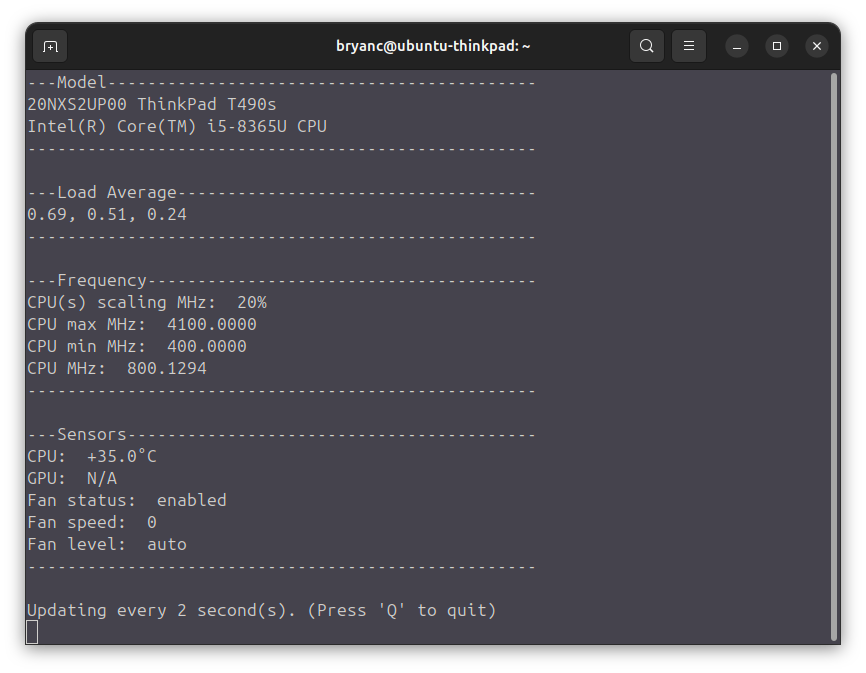 bryanc@ubuntu-thinkpad: ~
---Model-------------------------------------------
20NXS2UP00 ThinkPad T490s
Intel(R) Core(TM) i5-8365U CPU
---------------------------------------------------
---Load Average------------------------------------
0.69, 0.51, 0.24
---------------------------------------------------
---Frequency---------------------------------------
CPU(s) scaling MHz:  20%
CPU max MHz:  4100.0000
CPU min MHz:  400.0000
CPU MHz:  800.1294
---------------------------------------------------
---Sensors-----------------------------------------
CPU:  +35.0°C
GPU:  N/A
Fan status:  enabled
Fan speed:  0
Fan level:  auto
---------------------------------------------------
Updating every 2 second(s). (Press 'Q' to quit)